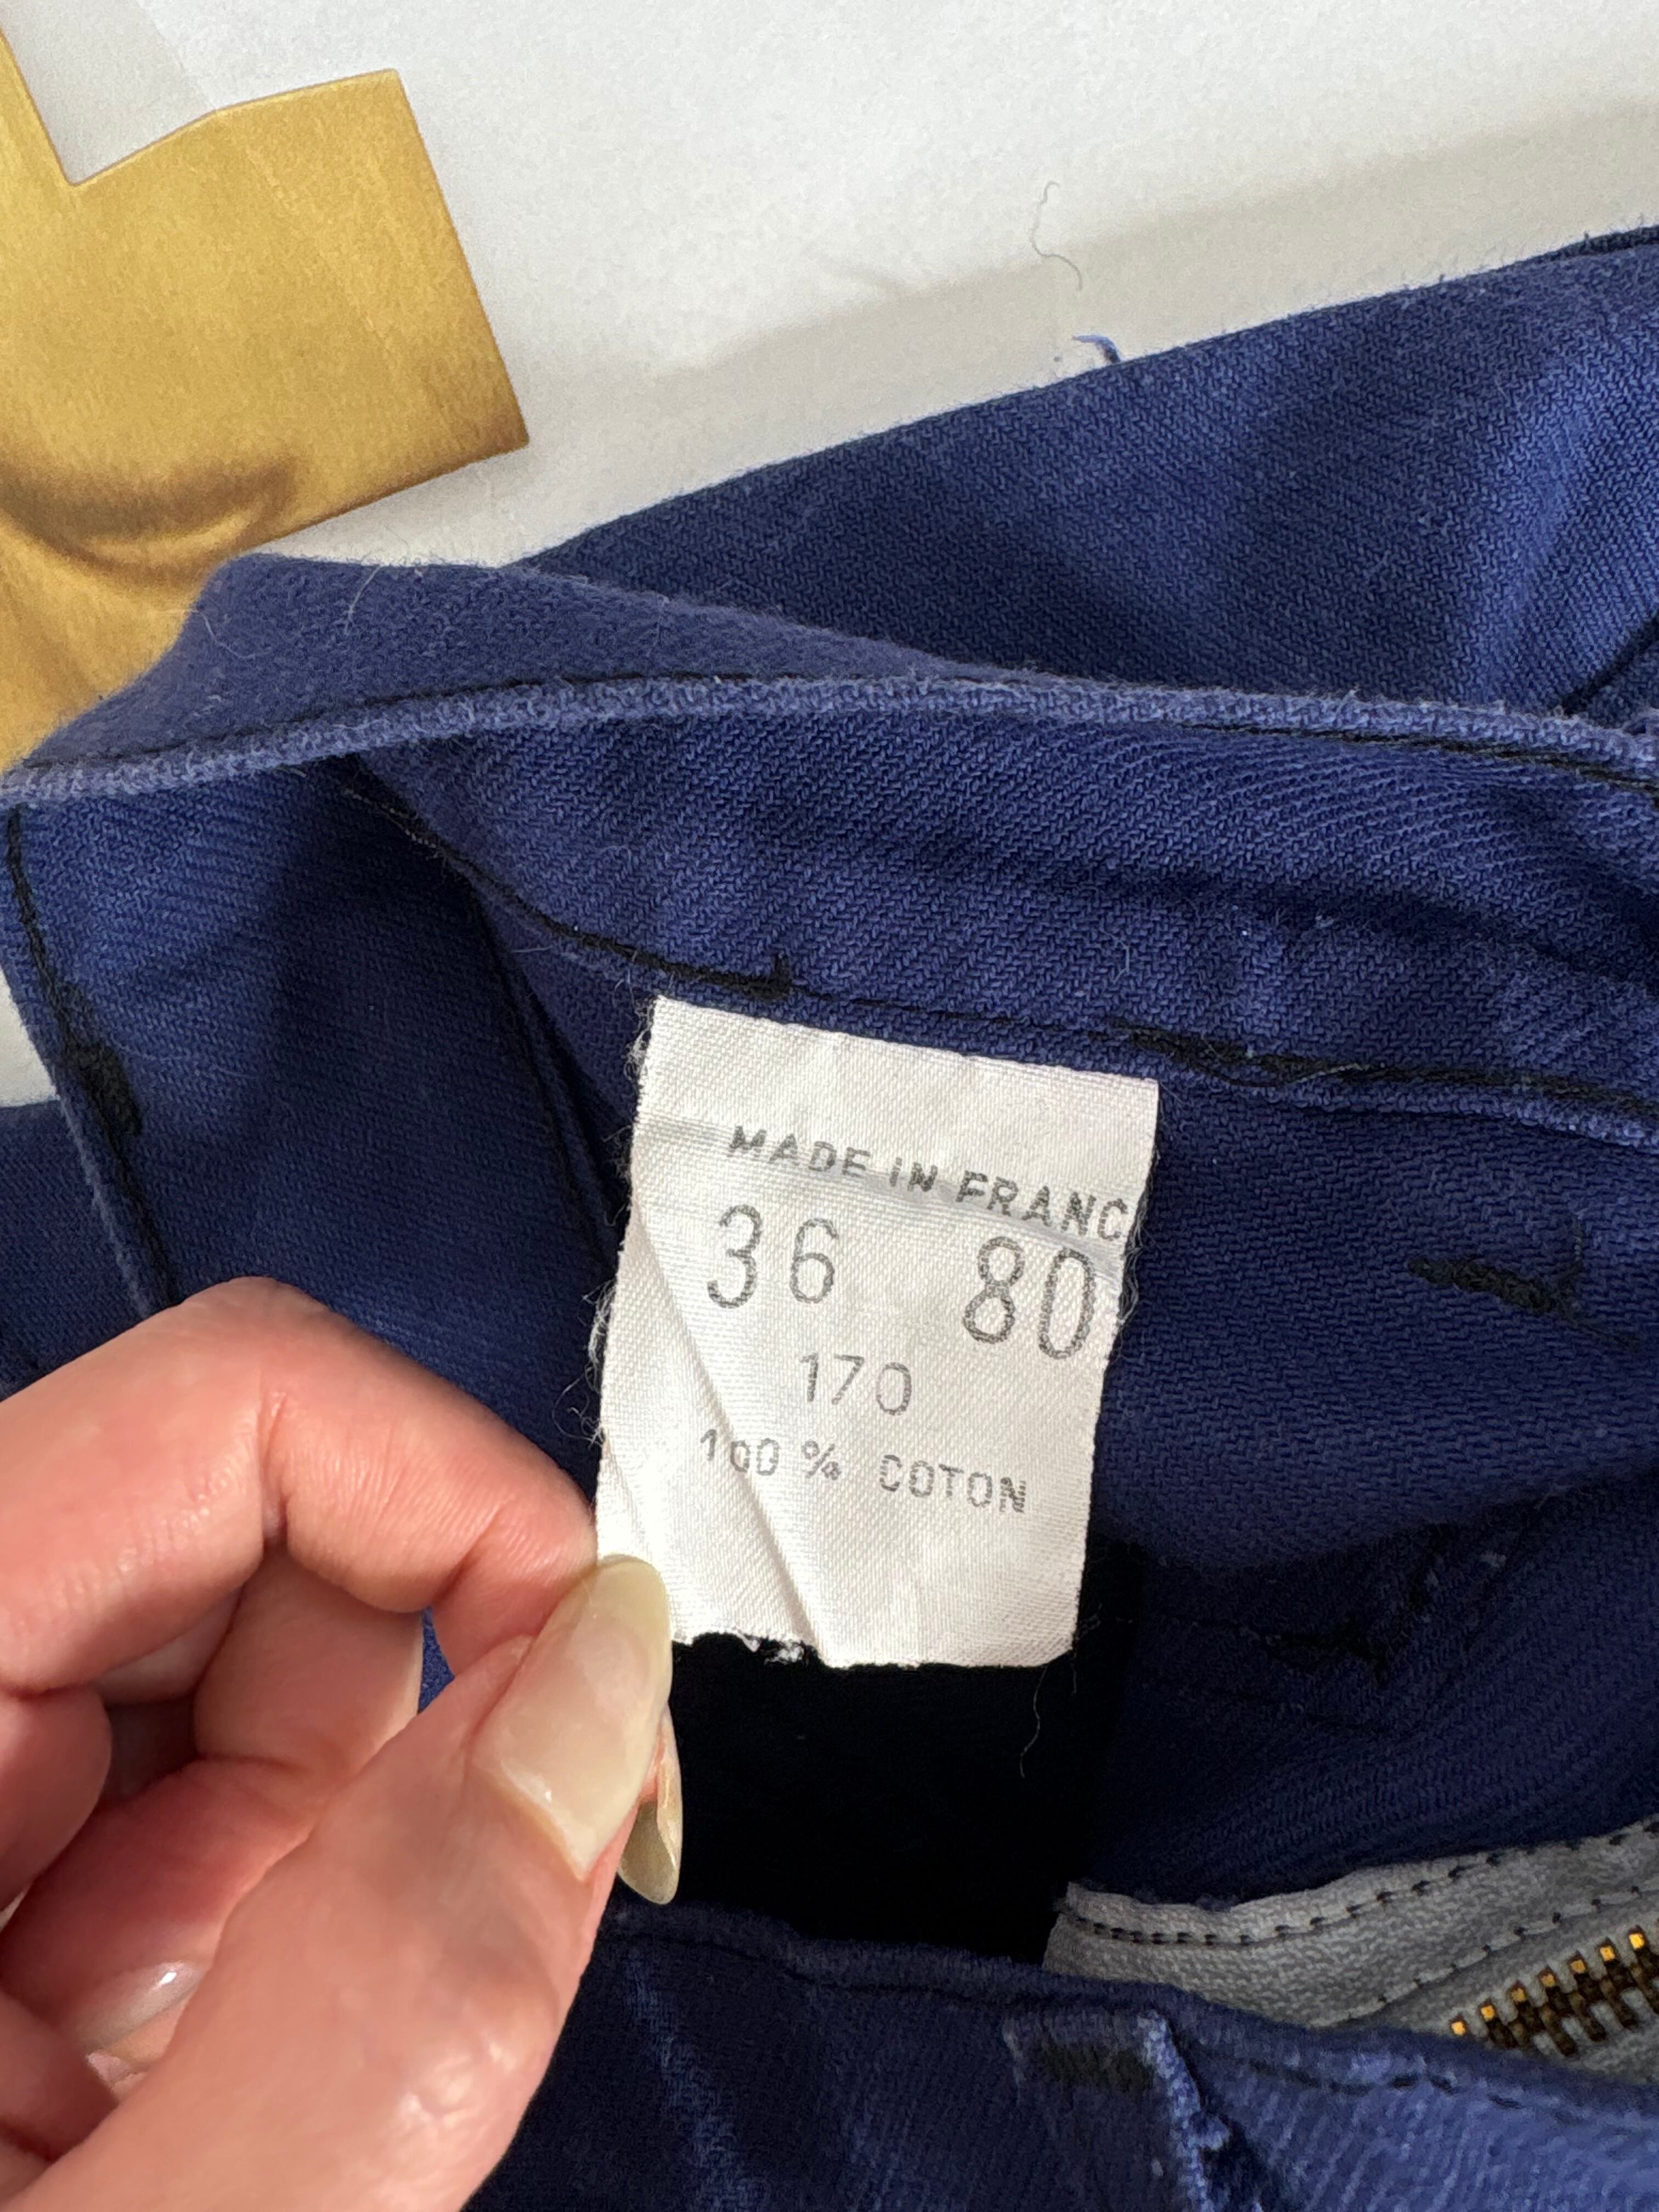 MADE IN FRANC
36 80
170
100 % COTON